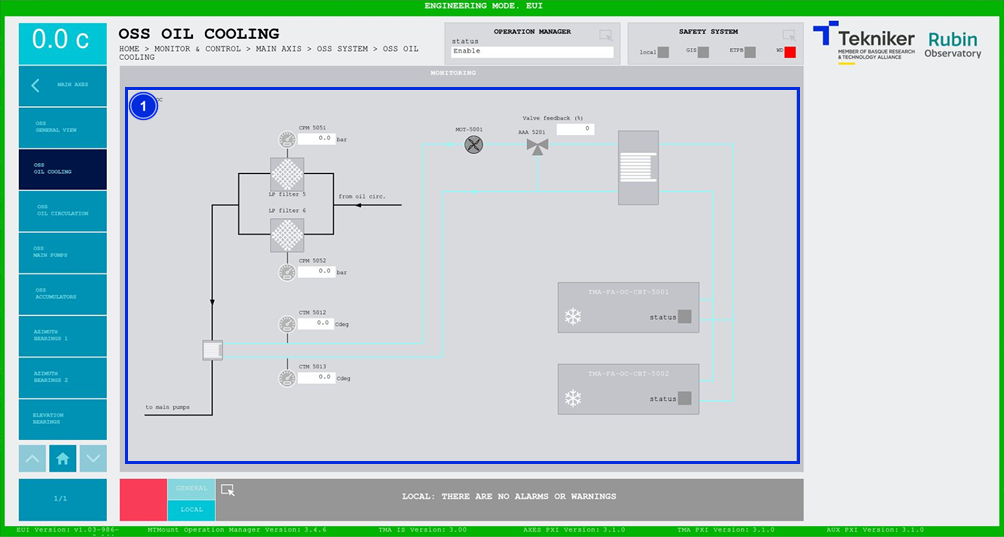 ENGINEERING MODE. EUI
0.0 c
OSS OIL COOLING
HOME > MONITOR & CONTROL > MAIN AXIS > OSS SYSTEM > OSS OIL
COOLING
OPERATION MANAGER
status
Enable
SAFETY SYSTEM
local
GIS
ETPB
WD
Tekniker
MEMBER OF BASQUE RESEARCH
& TECHNOLOGY ALLIANCE
Rubin
Observatory
MAIN AXES
OSS
GENERAL VIEW
OSS
OIL COOLING
OSS
OIL CIRCULATION
OSS
MAIN PUMPS
OSS
ACCUMULATORS
AZIMUTH
BEARINGS 1
AZIMUTH
BEARINGS 2
ELEVATION
BEARINGS
1/1
MONITORING
1
CPM 5051
0.0 bar
LP filter 5
LP filter 6
from oil circ.
CPM 5052
0.0 bar
CTM 5012
0.0 Cdeg
CTM 5013
0.0 Cdeg
to main pumps
MOT-5001
Valve feedback (%)
AAA 5201
0
TMA-FA-OC-CBT-5001
status
TMA-FA-OC-CBT-5002
status
GENERAL
LOCAL
LOCAL: THERE ARE NO ALARMS OR WARNINGS
EUI Version: v1.03-986-
MTMount Operation Manager Version: 3.4.6
TMA IS Version: 3.00
AXES PXI Version: 3.1.0
TMA PXI Version: 3.1.0
AUX PXI Version: 3.1.0